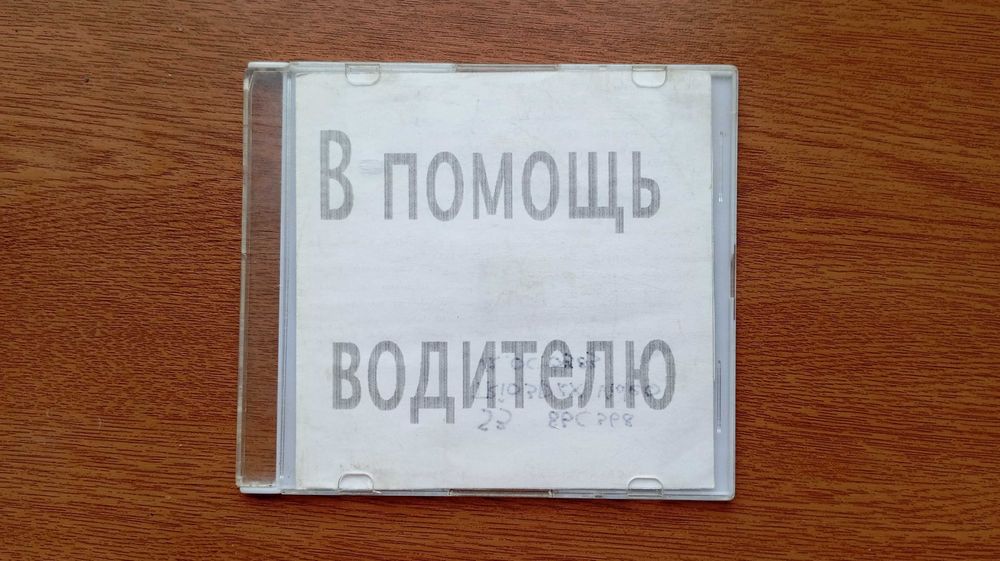 В помощь
водителю